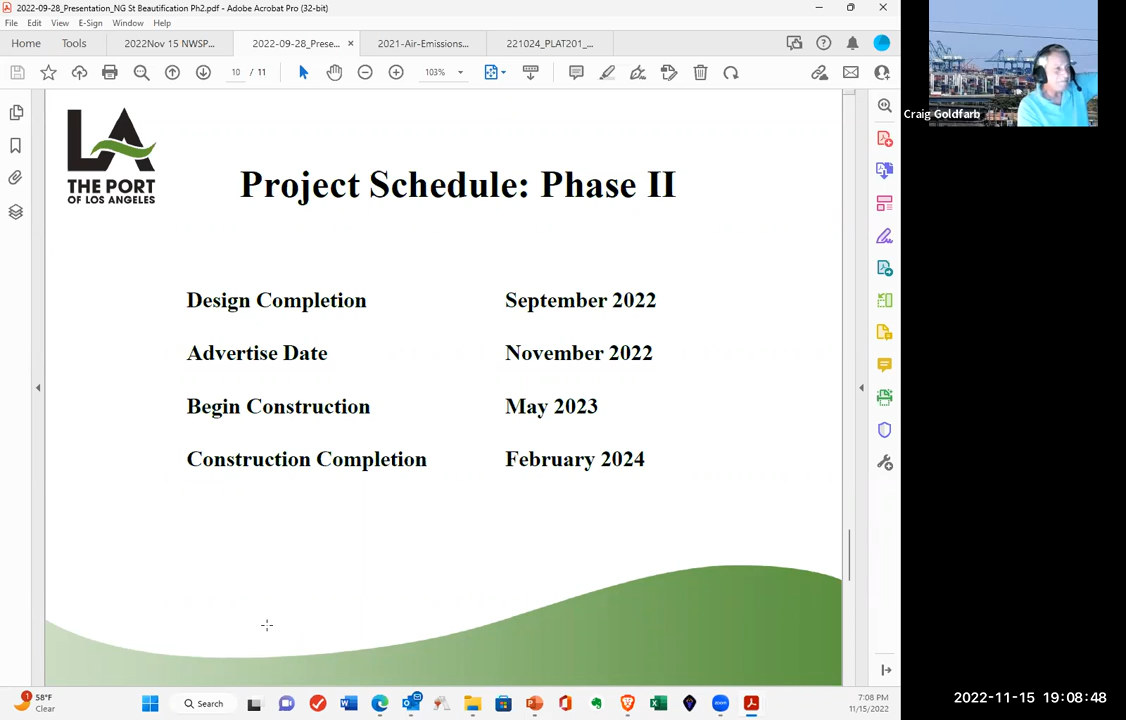 2022-09-28_Presentation_NG St Beautification Ph2.pdf - Adobe Acrobat Pro (32-bit)
File Edit View E-Sign Window Help
Home Tools 2022Nov 15 NWSP... 2022-09-28_Prese... × 2021-Air-Emissions... 221024_PLAT201_...
10 / 11 103%
Craig Goldfarb
LA
THE PORT
OF LOS ANGELES
Project Schedule: Phase II
Design Completion September 2022
Advertise Date November 2022
Begin Construction May 2023
Construction Completion February 2024
1
58°F
Clear
Search
zoom
7:08 PM
11/15/2022
2022-11-15 19:08:48